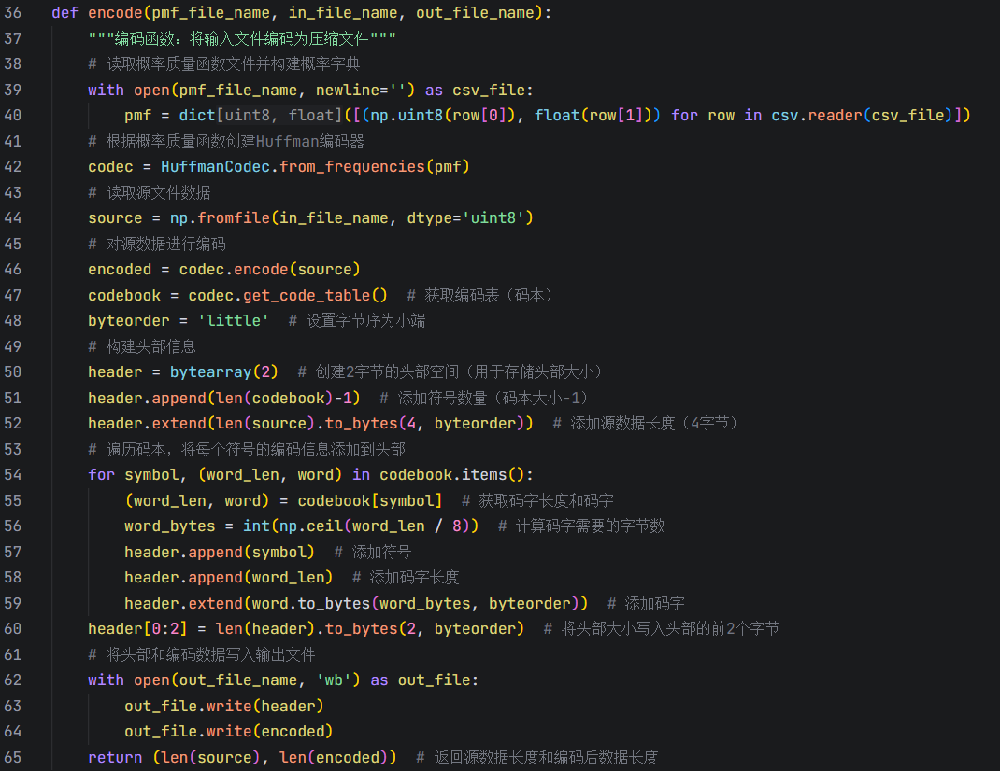 36 def encode(pmf_file_name, in_file_name, out_file_name):
37     """编码函数：将输入文件编码为压缩文件"""
38     # 读取概率质量函数文件并构建概率字典
39     with open(pmf_file_name, newline='') as csv_file:
40         pmf = dict[uint8, float]([(np.uint8(row[0]), float(row[1])) for row in csv.reader(csv_file)])
41     # 根据概率质量函数创建Huffman编码器
42     codec = HuffmanCodec.from_frequencies(pmf)
43     # 读取源文件数据
44     source = np.fromfile(in_file_name, dtype='uint8')
45     # 对源数据进行编码
46     encoded = codec.encode(source)
47     codebook = codec.get_code_table()  # 获取编码表（码本）
48     byteorder = 'little'  # 设置字节序为小端
49     # 构建头部信息
50     header = bytearray(2)  # 创建2字节的头部空间（用于存储头部大小）
51     header.append(len(codebook)-1)  # 添加符号数量（码本大小-1）
52     header.extend(len(source).to_bytes(4, byteorder))  # 添加源数据长度（4字节）
53     # 遍历码本，将每个符号的编码信息添加到头部
54     for symbol, (word_len, word) in codebook.items():
55         (word_len, word) = codebook[symbol]  # 获取码字长度和码字
56         word_bytes = int(np.ceil(word_len / 8))  # 计算码字需要的字节数
57         header.append(symbol)  # 添加符号
58         header.append(word_len)  # 添加码字长度
59         header.extend(word.to_bytes(word_bytes, byteorder))  # 添加码字
60     header[0:2] = len(header).to_bytes(2, byteorder)  # 将头部大小写入头部的前2个字节
61     # 将头部和编码数据写入输出文件
62     with open(out_file_name, 'wb') as out_file:
63         out_file.write(header)
64         out_file.write(encoded)
65     return (len(source), len(encoded))  # 返回源数据长度和编码后数据长度